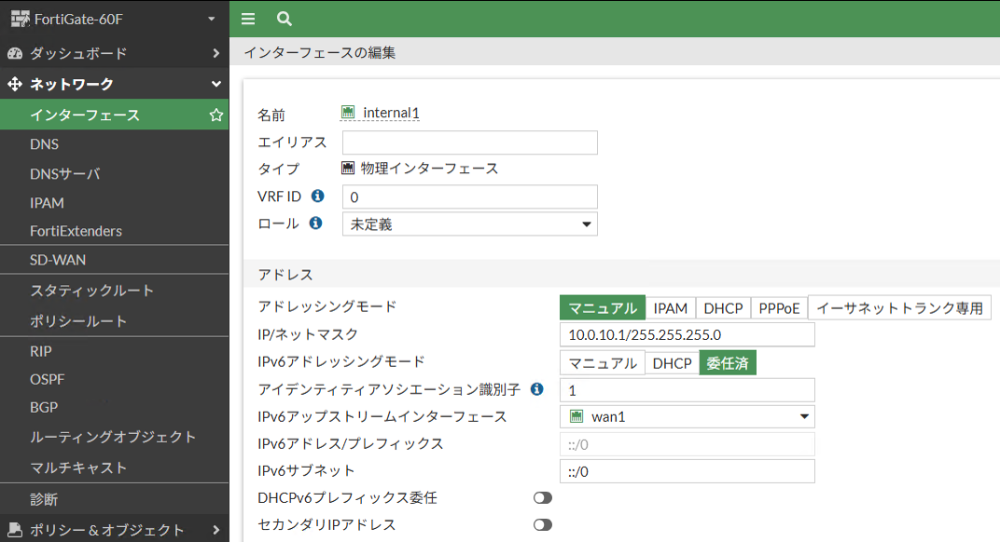 FortiGate-60F
ダッシュボード
ネットワーク
インターフェース
DNS
DNSサーバ
IPAM
FortiExtenders
SD-WAN
スタティックルート
ポリシールート
RIP
OSPF
BGP
ルーティングオブジェクト
マルチキャスト
診断
ポリシー＆オブジェクト
インターフェースの編集
名前 internal1
エイリアス
タイプ 物理インターフェース
VRF ID 0
ロール 未定義
アドレス
アドレッシングモード マニュアル IPAM DHCP PPPoE イーサネットトランク専用
IP/ネットマスク 10.0.10.1/255.255.255.0
IPv6アドレッシングモード マニュアル DHCP 委任済
アイデンティティアソシエーション識別子 1
IPv6アップストリームインターフェース wan1
IPv6アドレス/プレフィックス ::/0
IPv6サブネット ::/0
DHCPv6プレフィックス委任
セカンダリIPアドレス